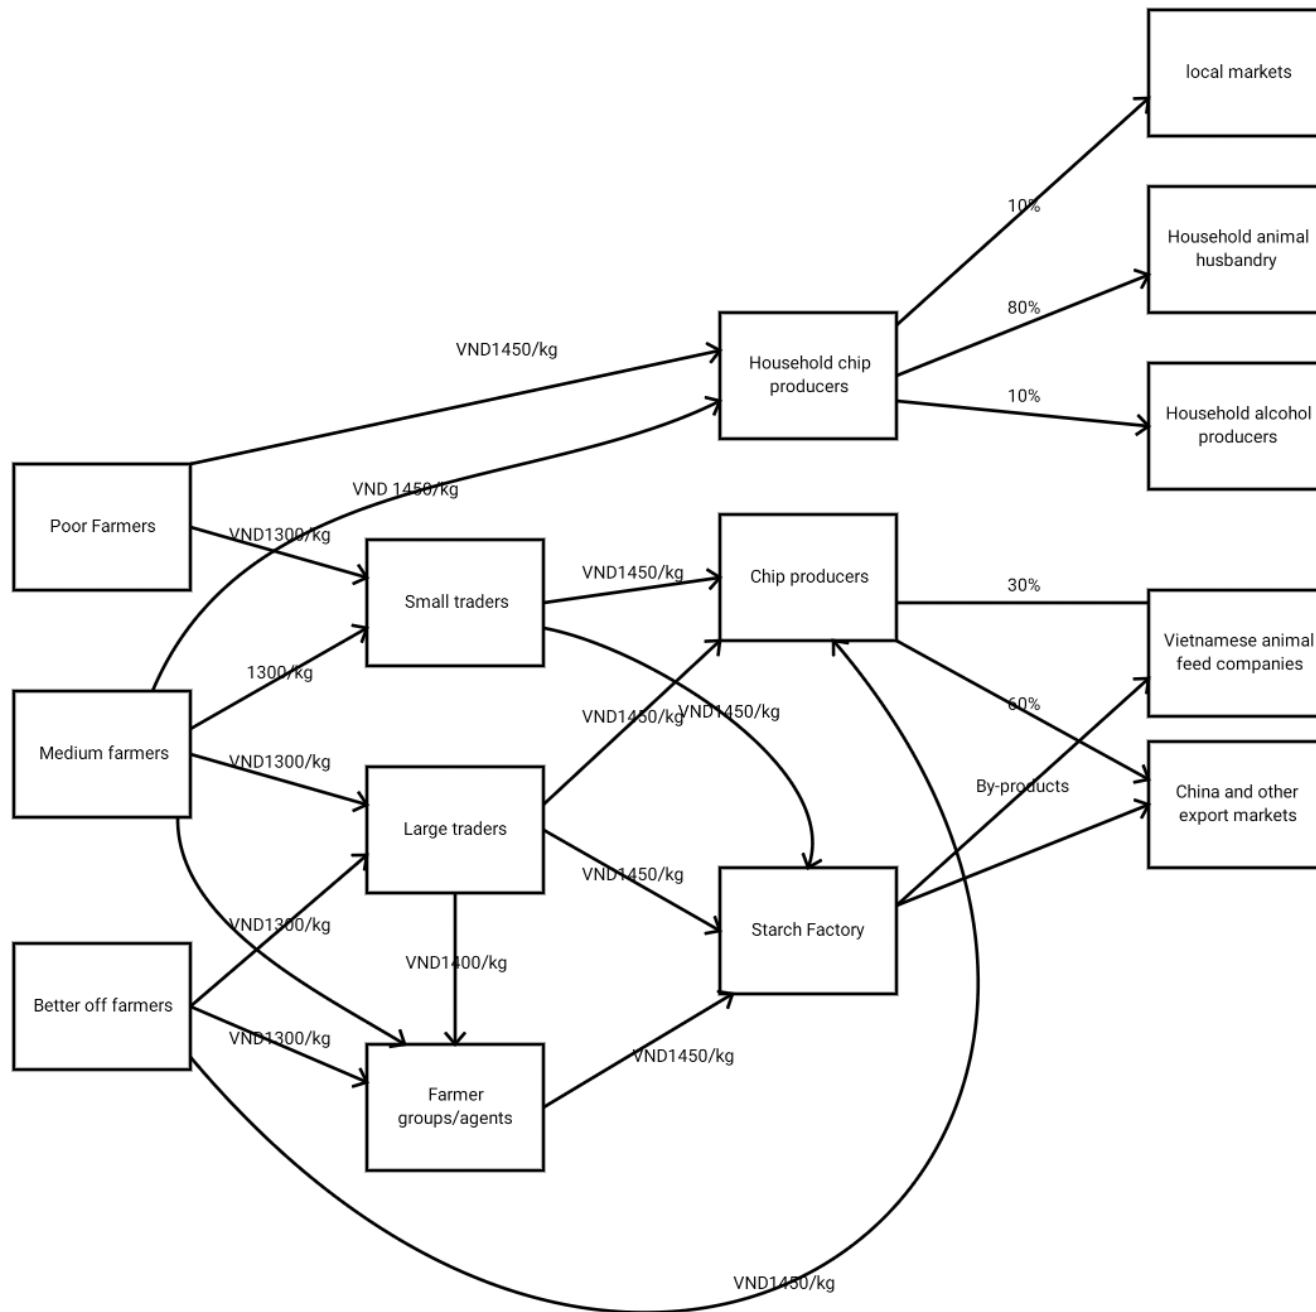 local markets
10%
Household animal
husbandry
80%
VND1450/kg
Household chip
producers
10%
Household alcohol
producers
VND 1450/kg
Poor Farmers
VND1300/kg
Small traders
VND1450/kg
Chip producers
30%
Vietnamese animal
feed companies
1300/kg
VND1450/kg
VND1450/kg
60%
Medium farmers
VND1300/kg
By-products
China and other
export markets
Large traders
VND1450/kg
VND1300/kg
Starch Factory
VND1400/kg
Better off farmers
VND1300/kg
VND1450/kg
Farmer
groups/agents
VND1450/kg